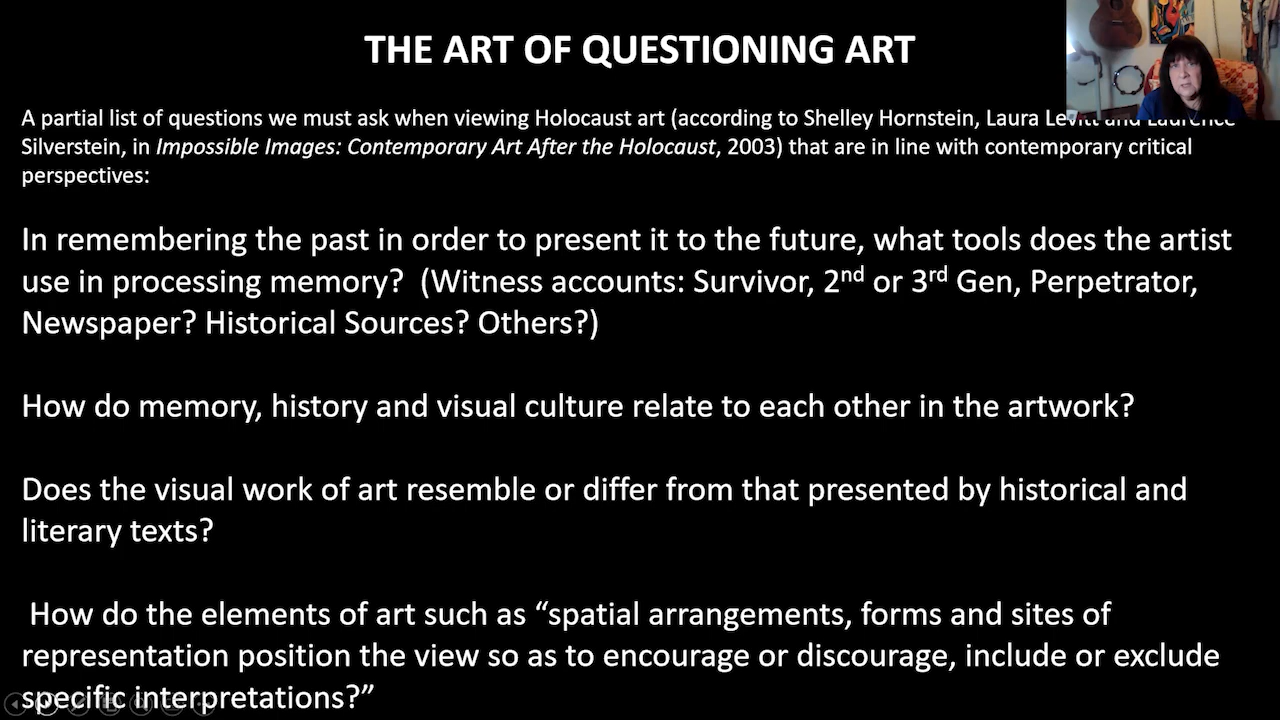 THE ART OF QUESTIONING ART
A partial list of questions we must ask when viewing Holocaust art (according to Shelley Hornstein, Laura Levitt and Laurence
Silverstein, in Impossible Images: Contemporary Art After the Holocaust, 2003) that are in line with contemporary critical
perspectives:
In remembering the past in order to present it to the future, what tools does the artist
use in processing memory? (Witness accounts: Survivor, 2nd or 3rd Gen, Perpetrator,
Newspaper? Historical Sources? Others?)
How do memory, history and visual culture relate to each other in the artwork?
Does the visual work of art resemble or differ from that presented by historical and
literary texts?
How do the elements of art such as “spatial arrangements, forms and sites of
representation position the view so as to encourage or discourage, include or exclude
specific interpretations?”